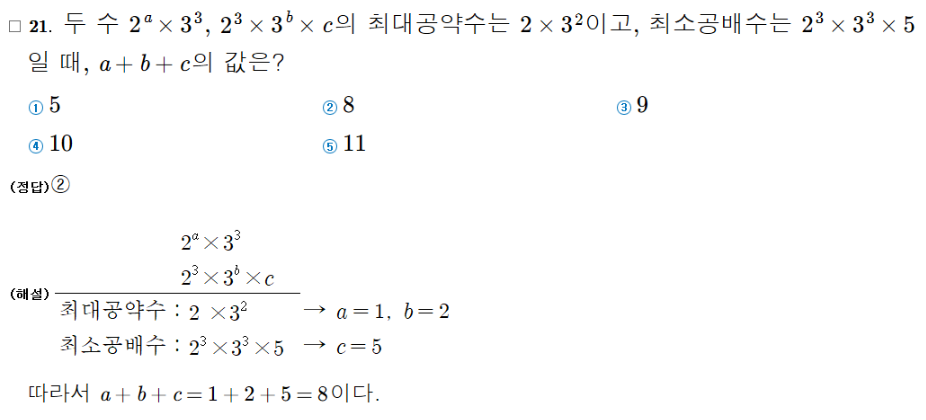 □ 21. 두 수 2^a × 3^3, 2^3 × 3^b × c의 최대공약수는 2 × 3^2이고, 최소공배수는 2^3 × 3^3 × 5
일 때, a + b + c의 값은?
① 5 ② 8 ③ 9
④ 10 ⑤ 11
(정답)②
2^a × 3^3
2^3 × 3^b × c
(해설)
최대공약수 : 2 × 3^2 → a = 1, b = 2
최소공배수 : 2^3 × 3^3 × 5 → c = 5
따라서 a + b + c = 1 + 2 + 5 = 8이다.